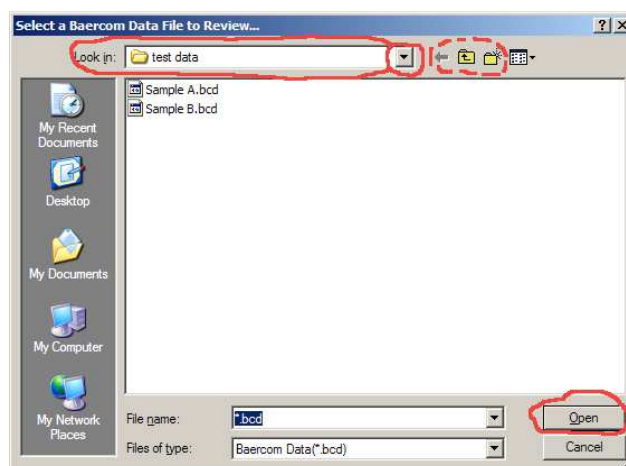 Select a Baercom Data File to Review...
Look in: test data
Sample A.bcd
Sample B.bcd
My Recent
Documents
Desktop
My Documents
My Computer
My Network
Places
File name: *.bcd Open
Files of type: Baercom Data(*.bcd) Cancel